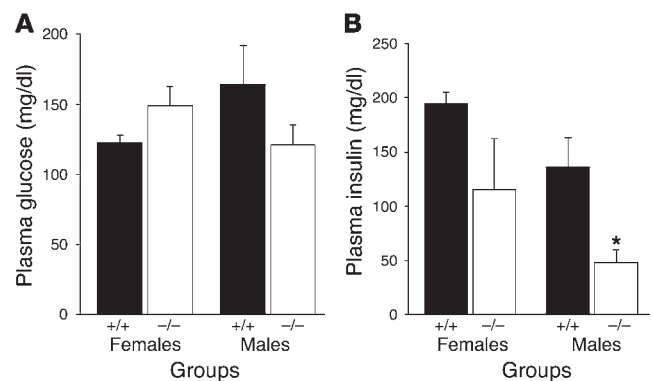 A
Plasma glucose (mg/dl)
200
150
100
50
0
+/+ −/− +/+ −/−
Females Males
Groups
B
Plasma insulin (mg/dl)
250
200
150
100
50
0
*
+/+ −/− +/+ −/−
Females Males
Groups